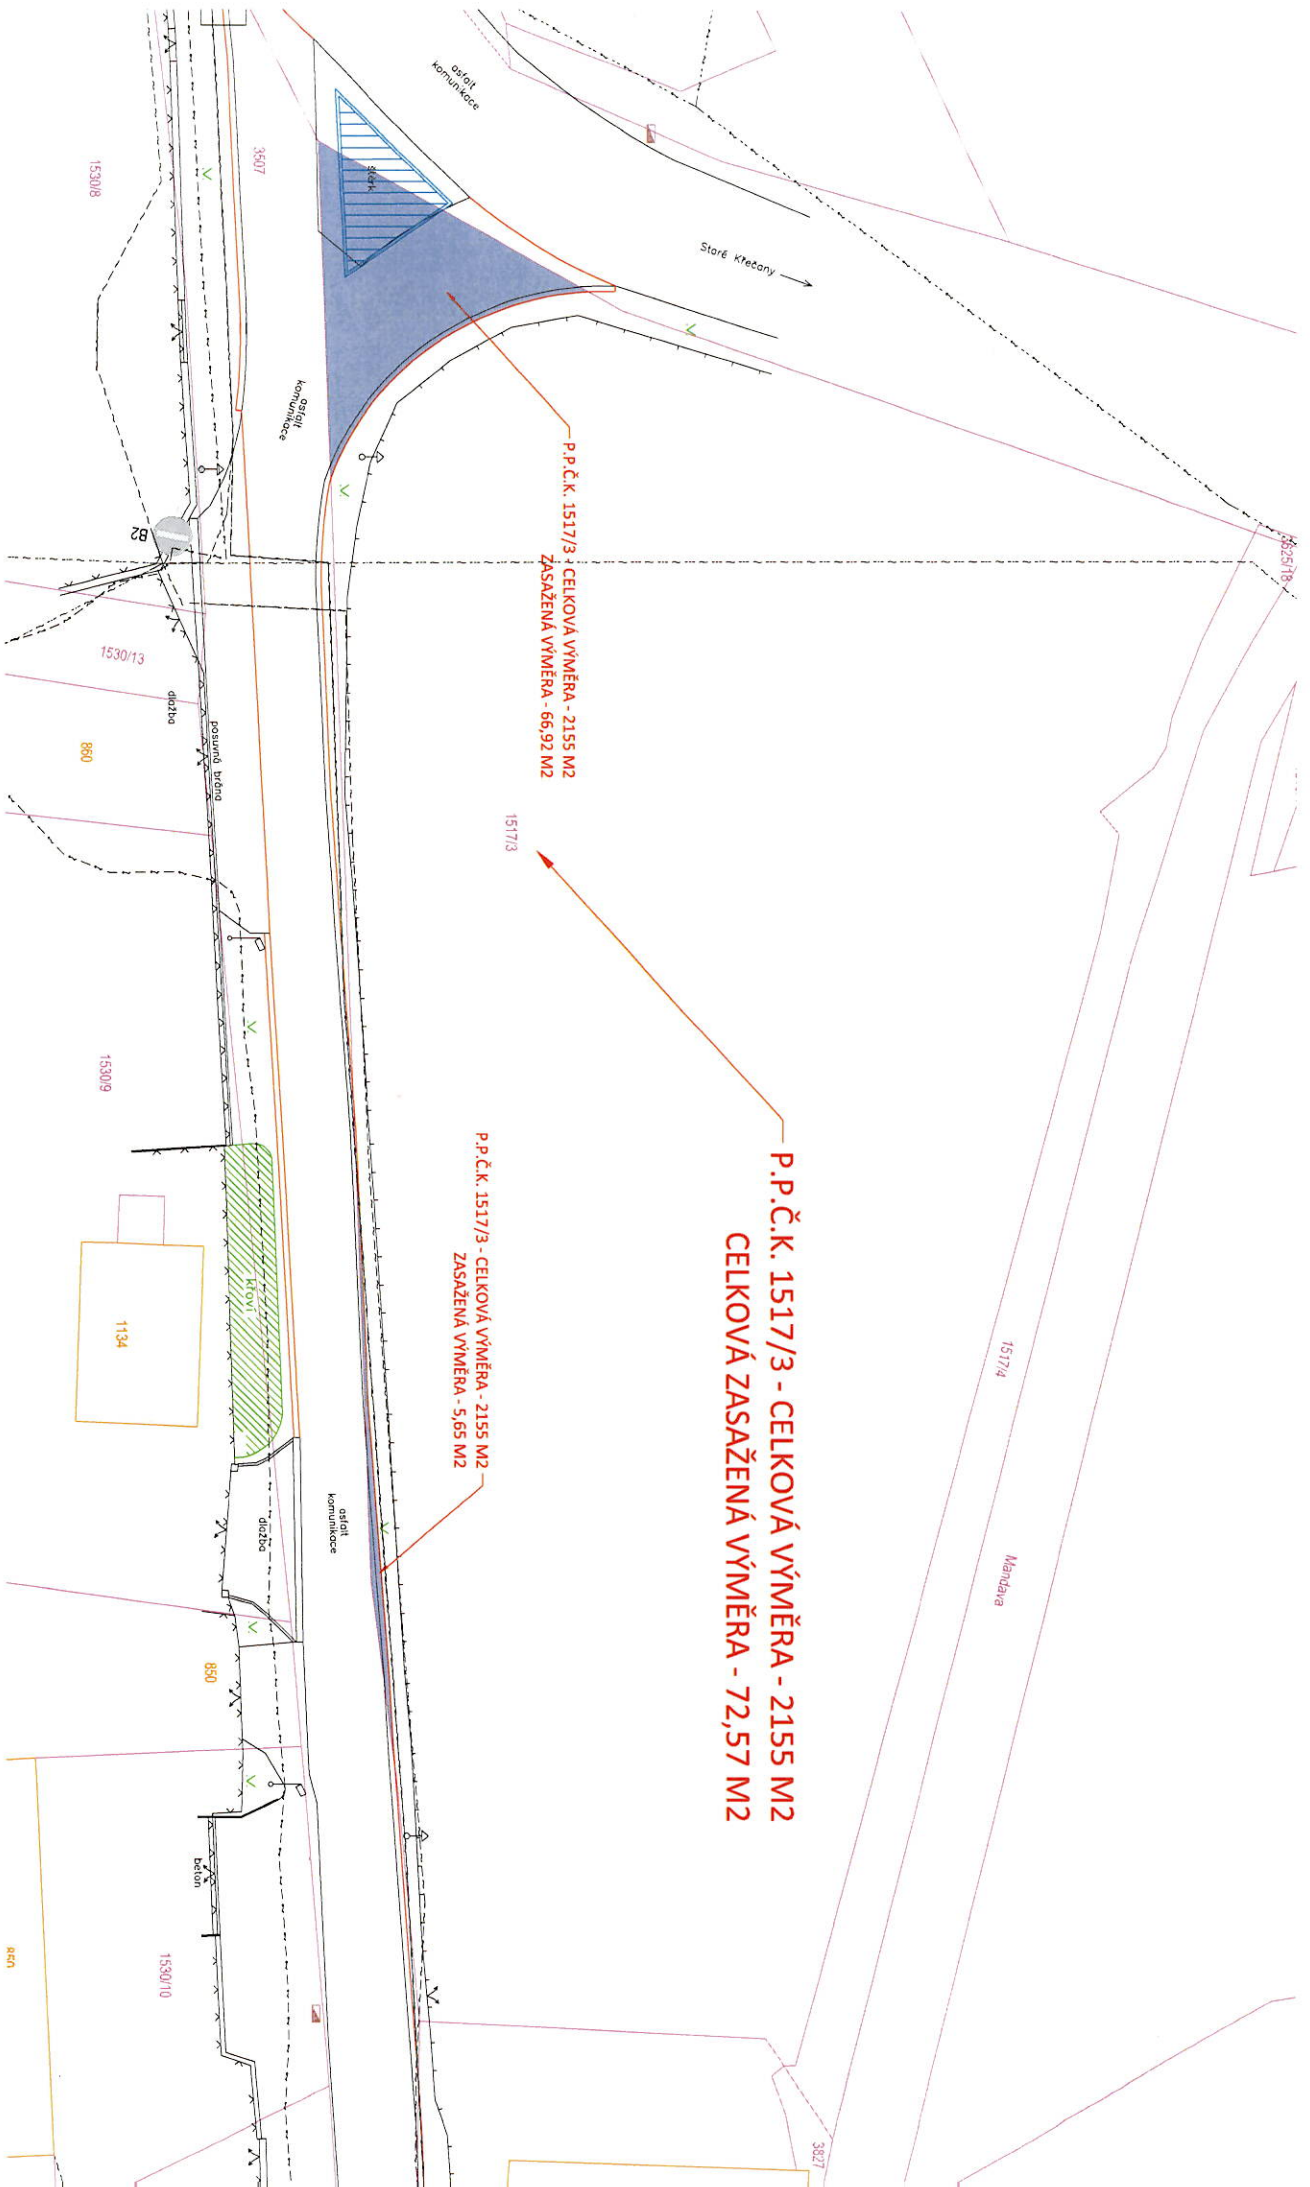 P.P.Č.K. 1517/3 - CELKOVÁ VÝMĚRA - 2155 M2
CELKOVÁ ZASAŽENÁ VÝMĚRA - 72,57 M2
P.P.Č.K. 1517/3 - CELKOVÁ VÝMĚRA - 2155 M2
ZASAŽENÁ VÝMĚRA - 66,92 M2
P.P.Č.K. 1517/3 - CELKOVÁ VÝMĚRA - 2155 M2
ZASAŽENÁ VÝMĚRA - 5,65 M2
3625/18
1517/4
Mandava
3827
1517/3
Staré Křečany
asfalt
komunikace
štěrk
3507
asfalt
komunikace
asfalt
komunikace
1530/8
B2
1530/13
dlažba
posuvná brána
860
1530/9
křoví
1134
dlažba
850
beton
1530/10
850